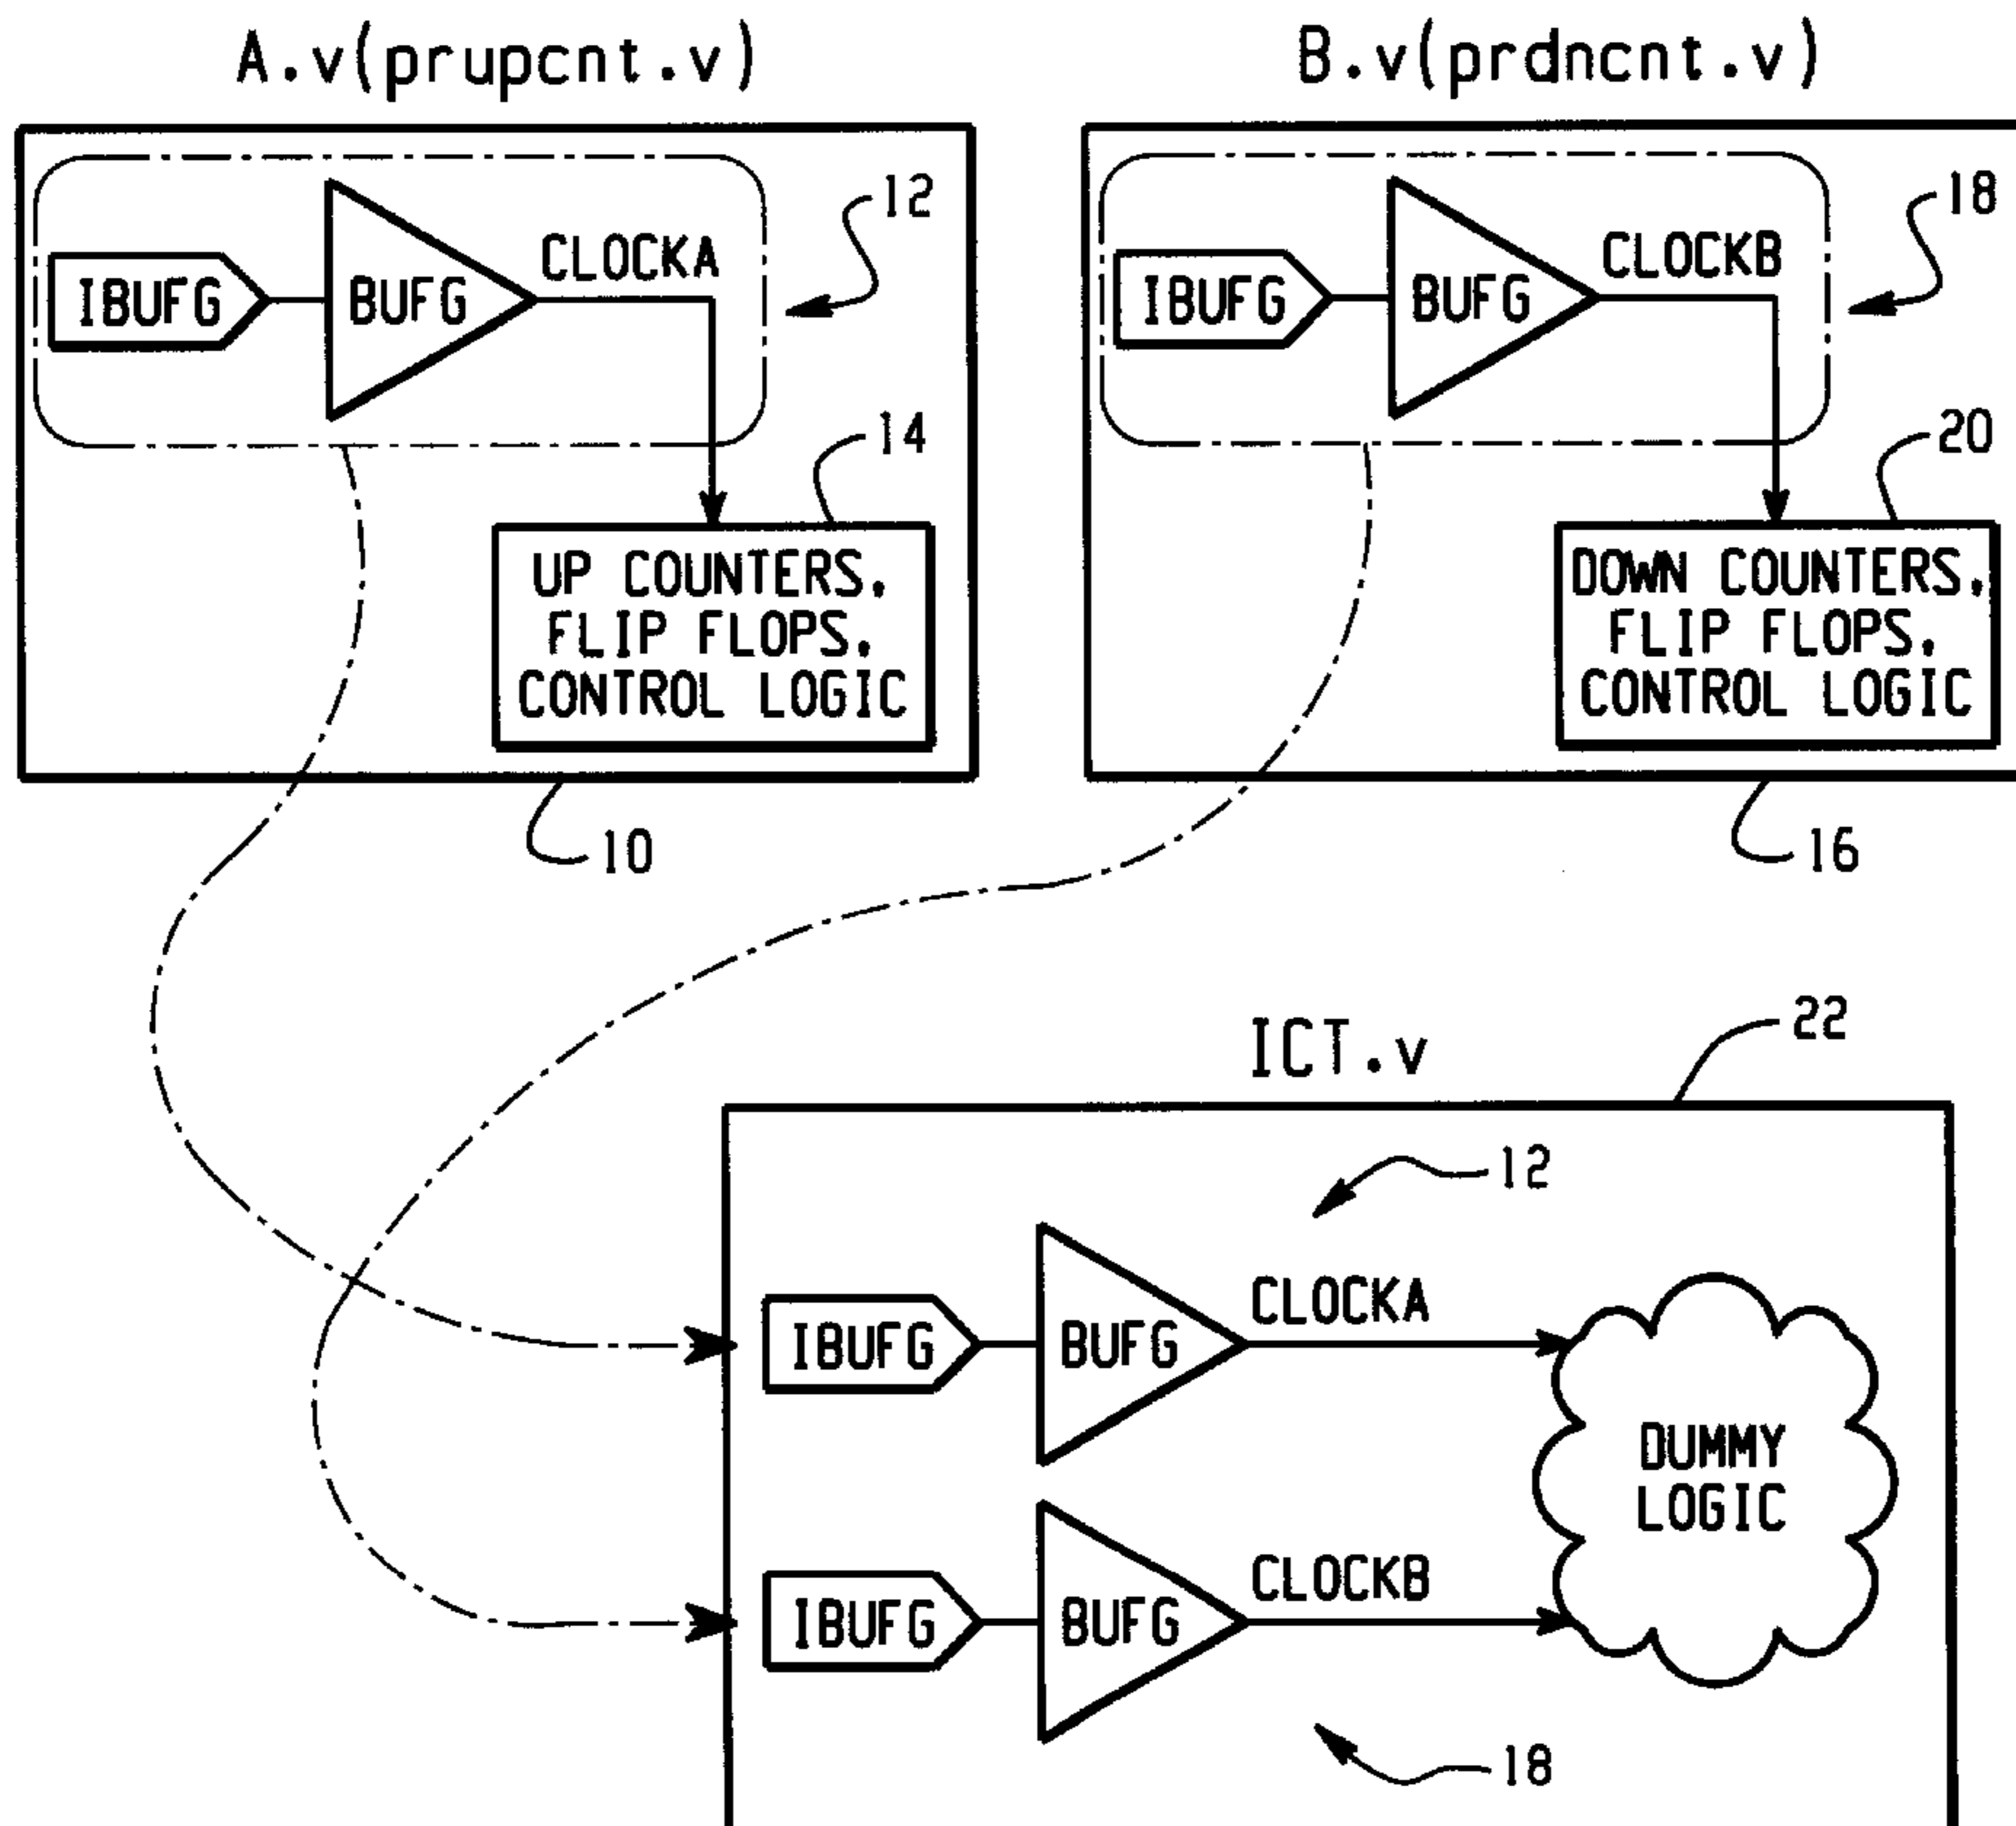 A.v(prupcnt.v)
IBUFG
BUFG
CLOCKA
12
14
UP COUNTERS,
FLIP FLOPS,
CONTROL LOGIC
10
B.v(prdncnt.v)
IBUFG
BUFG
CLOCKB
18
20
DOWN COUNTERS,
FLIP FLOPS,
CONTROL LOGIC
16
ICT.v
22
12
IBUFG
BUFG
CLOCKA
DUMMY
LOGIC
IBUFG
BUFG
CLOCKB
18